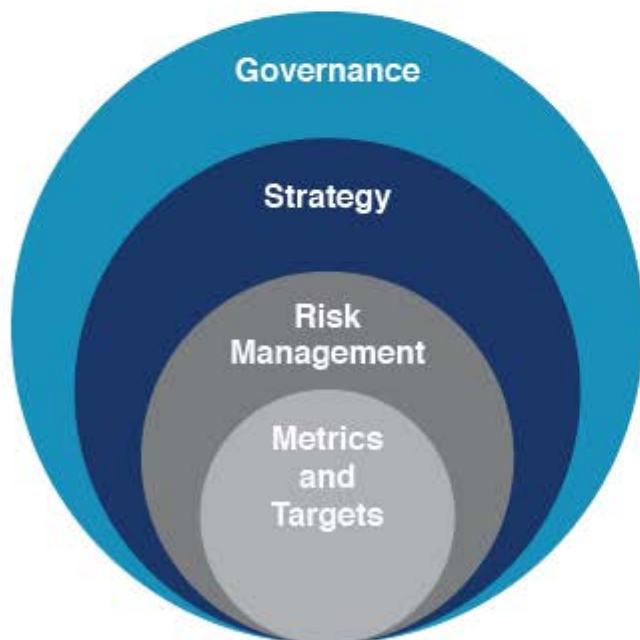 Governance
Strategy
Risk
Management
Metrics
and
Targets